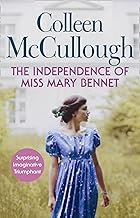 Colleen
McCullough
THE INDEPENDENCE OF
MISS MARY BENNET
Surprising
Imaginative
Triumphant